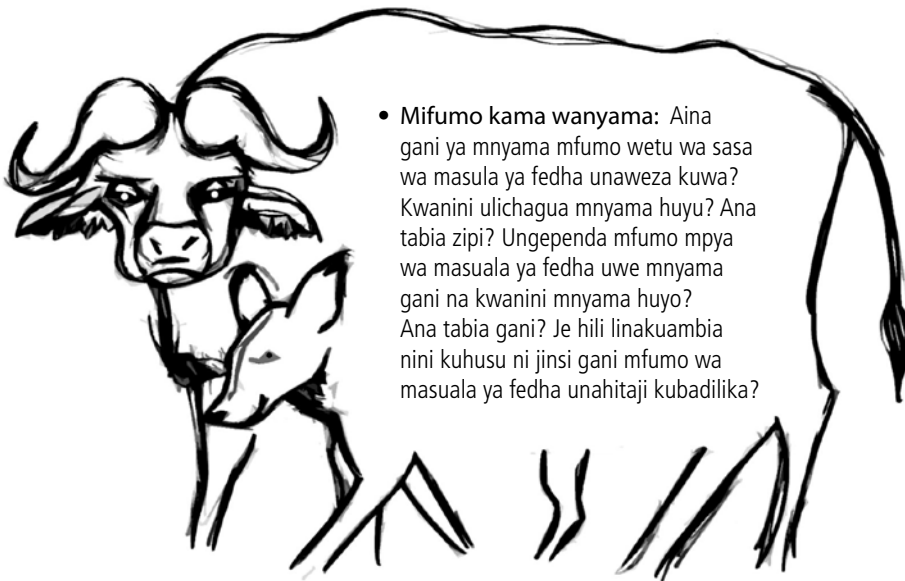 • Mifumo kama wanyama: Aina
gani ya mnyama mfumo wetu wa sasa
wa masula ya fedha unaweza kuwa?
Kwanini ulichagua mnyama huyu? Ana
tabia zipi? Ungependa mfumo mpya
wa masuala ya fedha uwe mnyama
gani na kwanini mnyama huyo?
Ana tabia gani? Je hili linakuambia
nini kuhusu ni jinsi gani mfumo wa
masuala ya fedha unahitaji kubadilika?